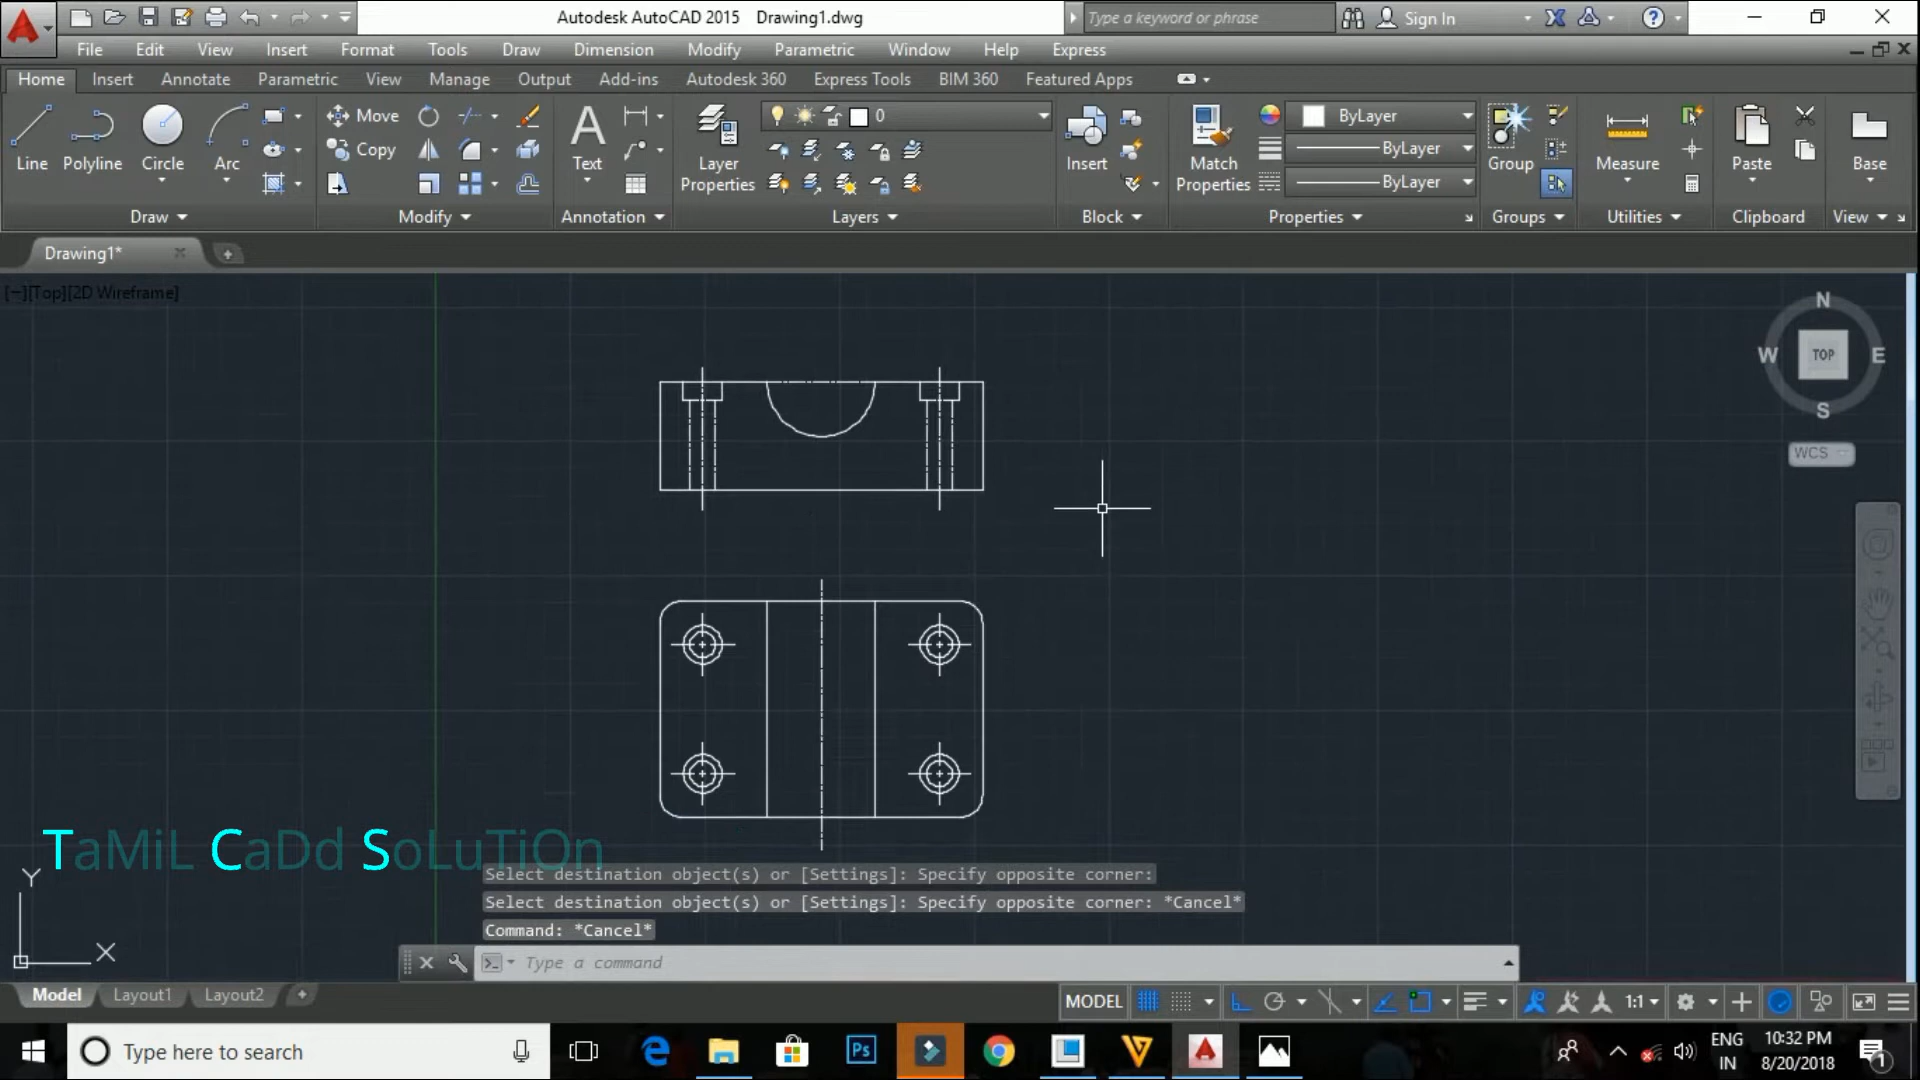 Autodesk AutoCAD 2015 Drawing1.dwg
Type a keyword or phrase
Sign In
File Edit View Insert Format Tools Draw Dimension Modify Parametric Window Help Express
Home Insert Annotate Parametric View Manage Output Add-ins Autodesk 360 Express Tools BIM 360 Featured Apps
Line Polyline Circle Arc
Move
Copy
Text
Layer Properties
0
Insert
Match Properties
ByLayer
ByLayer
ByLayer
Group
Measure
Paste
Base
Draw Modify Annotation Layers Block Properties Groups Utilities Clipboard View
Drawing1*
[−][Top][2D Wireframe]
N
W TOP E
S
WCS
TaMiL CaDd SoLuTiOn
Y
X
Select destination object(s) or [Settings]: Specify opposite corner:
Select destination object(s) or [Settings]: Specify opposite corner: *Cancel*
Command: *Cancel*
Type a command
Model Layout1 Layout2
MODEL
1:1
Type here to search
Ps
ENG
IN
10:32 PM
8/20/2018
1